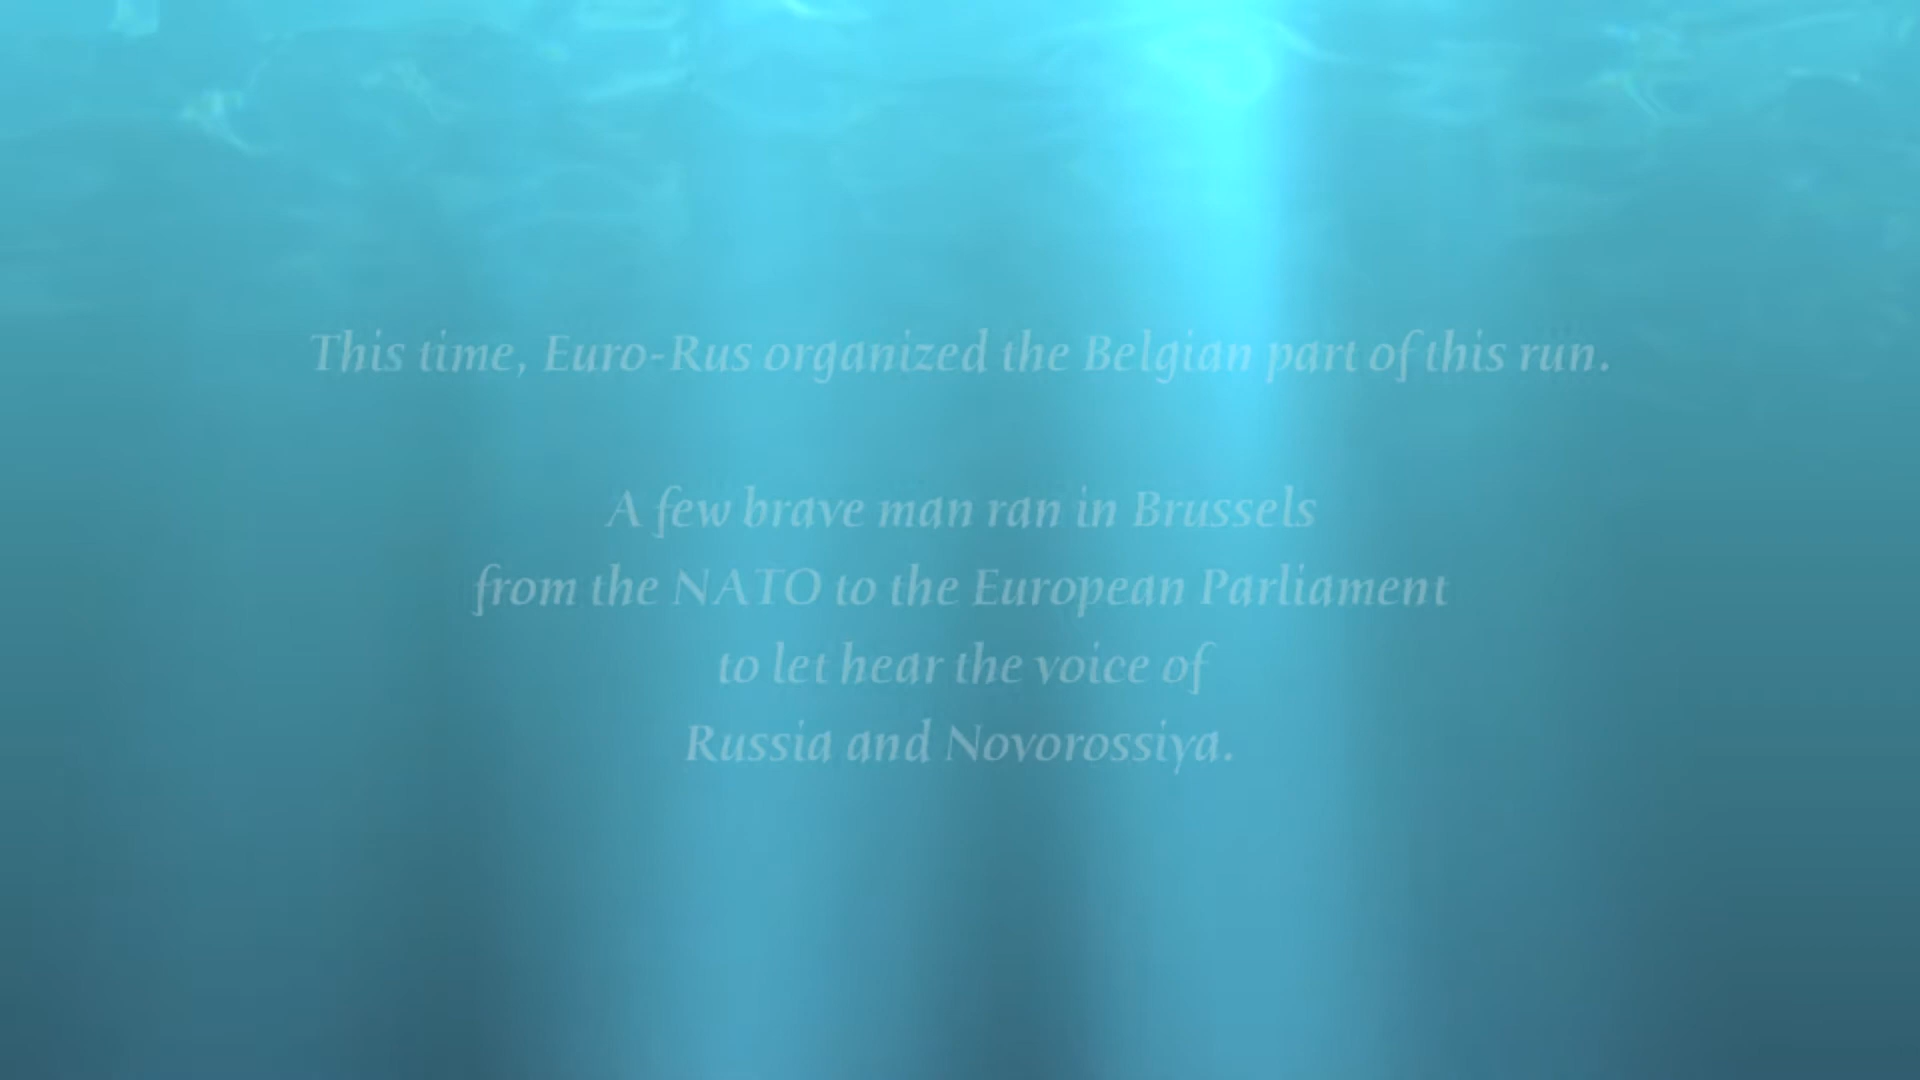 This time, Euro-Rus organized the Belgian part of this run.
A few brave man ran in Brussels
from the NATO to the European Parliament
to let hear the voice of
Russia and Novorossiya.